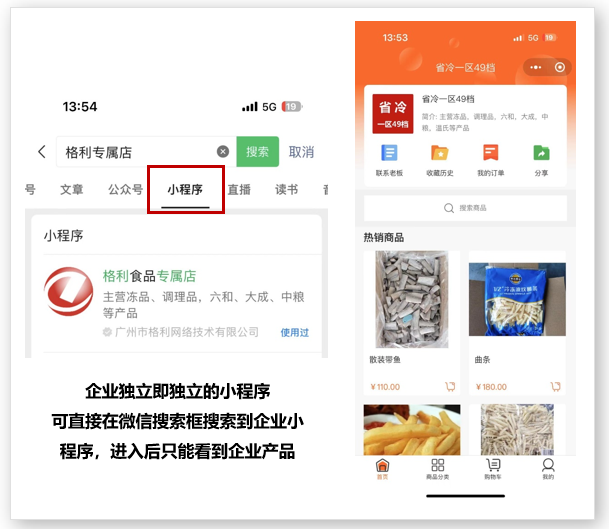 13:54
5G 19
格利专属店
搜索
取消
号 文章 公众号 小程序 直播 读书
小程序
格利食品专属店
主营冻品、调理品，六和、大成、中粮
等产品
广州市格利网络技术有限公司
使用过
企业独立即独立的小程序
可直接在微信搜索框搜索到企业小
程序，进入后只能看到企业产品
13:53
5G 19
省冷一区49档
省冷
一区49档
省冷一区49档
简介: 主营冻品、调理品、六和、大成、中
粮，温氏等产品
联系老板 收藏历史 我的订单 分享
搜索商品
热销商品
散装带鱼
¥110.00
曲条
¥180.00
首页 商品分类 购物车 我的